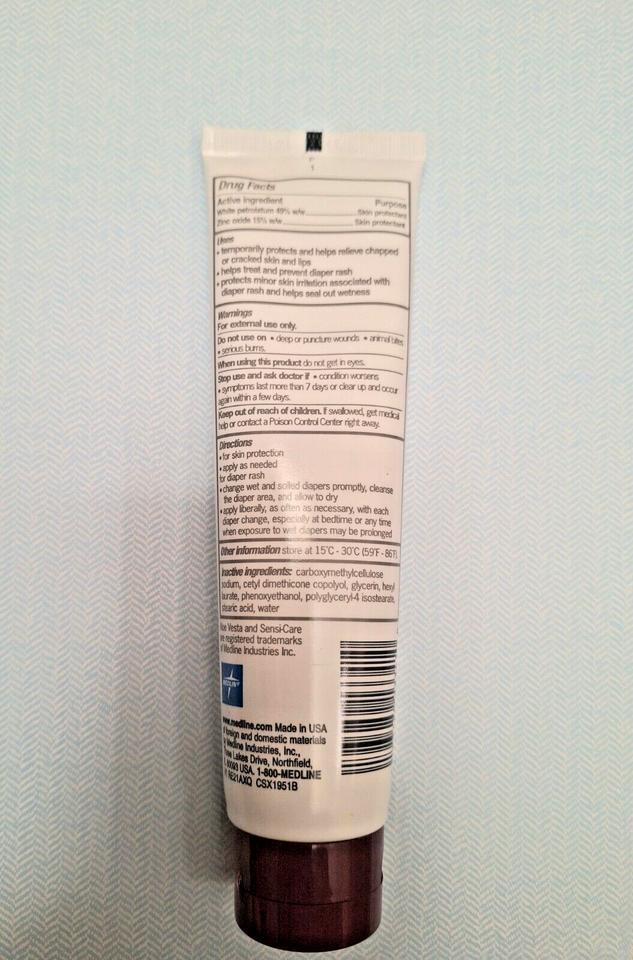 Drug Facts
Active ingredient Purpose
White petrolatum 49% w/w Skin protectant
Zinc oxide 15% w/w Skin protectant
Uses
• temporarily protects and helps relieve chapped
or cracked skin and lips
• helps treat and prevent diaper rash
• protects minor skin irritation associated with
diaper rash and helps seal out wetness
Warnings
For external use only.
Do not use on • deep or puncture wounds • animal bites
• serious burns.
When using this product do not get in eyes.
Stop use and ask doctor if • condition worsens
• symptoms last more than 7 days or clear up and occur
again within a few days.
Keep out of reach of children. If swallowed, get medical
help or contact a Poison Control Center right away.
Directions
• for skin protection
• apply as needed
for diaper rash
• change wet and soiled diapers promptly, cleanse
the diaper area, and allow to dry
• apply liberally, as often as necessary, with each
diaper change, especially at bedtime or any time
when exposure to wet diapers may be prolonged
Other information store at 15°C - 30°C (59°F - 86°F)
Inactive ingredients: carboxymethylcellulose
sodium, cetyl dimethicone copolyol, glycerin, hexyl
laurate, phenoxyethanol, polyglyceryl-4 isostearate,
stearic acid, water
Vesta and Sensi-Care
are registered trademarks
of Medline Industries Inc.
MEDLINE
www.medline.com Made in USA
foreign and domestic materials
Medline Industries, Inc.,
Lakes Drive, Northfield,
60093 USA. 1-800-MEDLINE
RE21AXQ CSX1951B